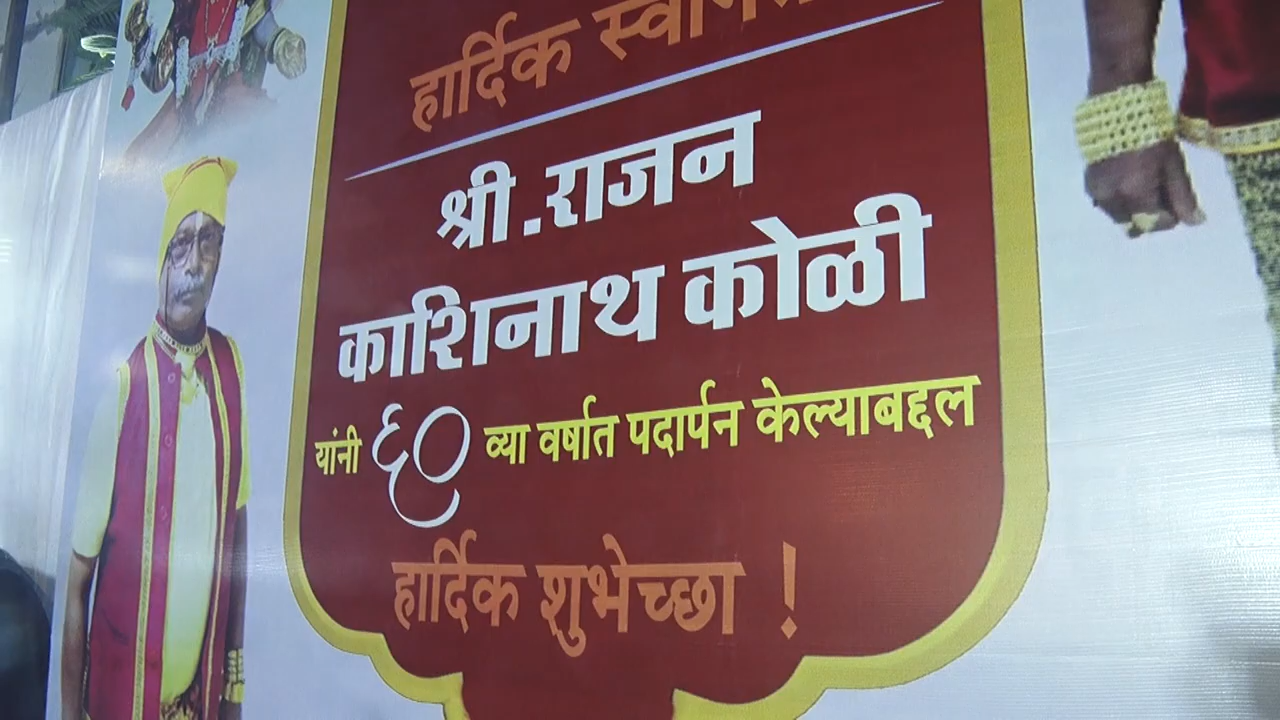 हार्दिक स्वागत
श्री.राजन
काशिनाथ कोळी
यांनी ६० व्या वर्षात पदार्पन केल्याबद्दल
हार्दिक शुभेच्छा !